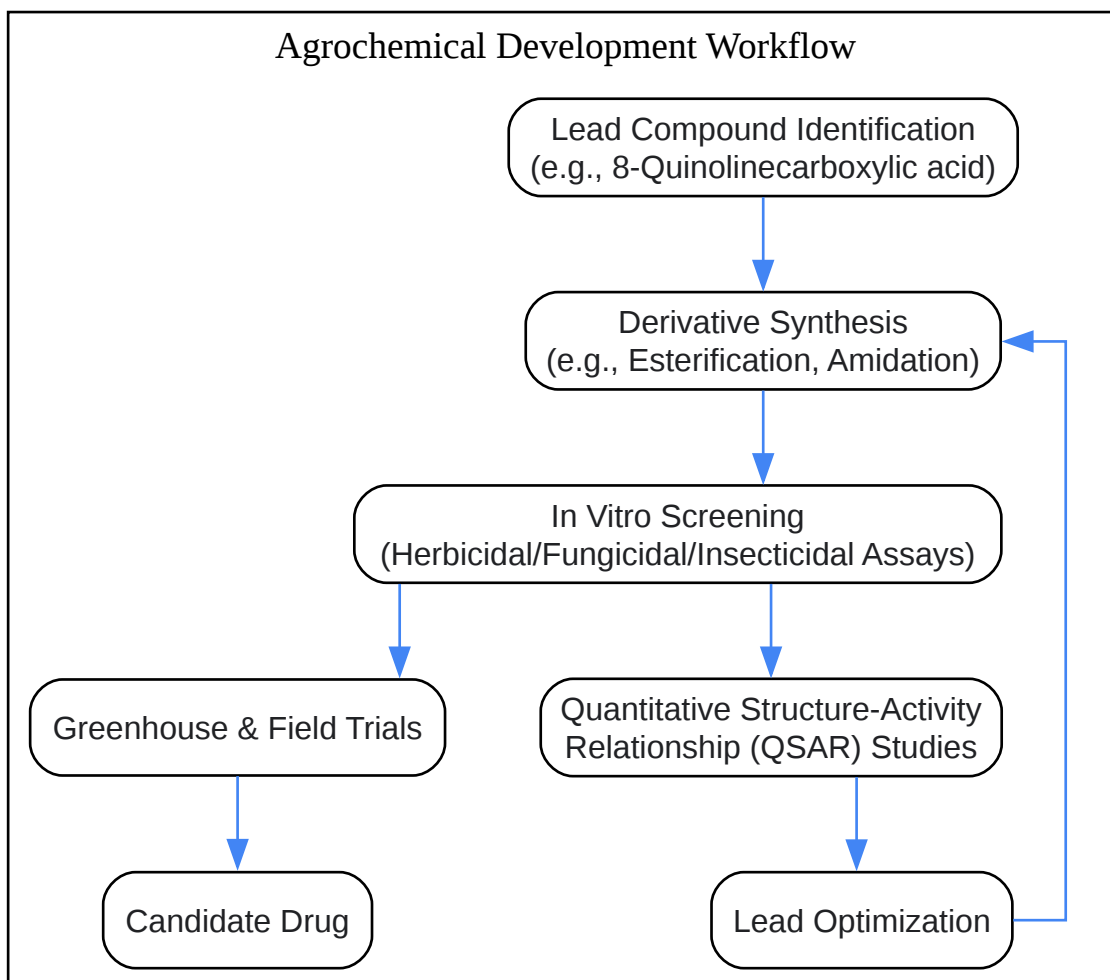 Agrochemical Development Workflow
Lead Compound Identification
(e.g., 8-Quinolinecarboxylic acid)
Derivative Synthesis
(e.g., Esterification, Amidation)
In Vitro Screening
(Herbicidal/Fungicidal/Insecticidal Assays)
Greenhouse & Field Trials
Quantitative Structure-Activity
Relationship (QSAR) Studies
Candidate Drug
Lead Optimization